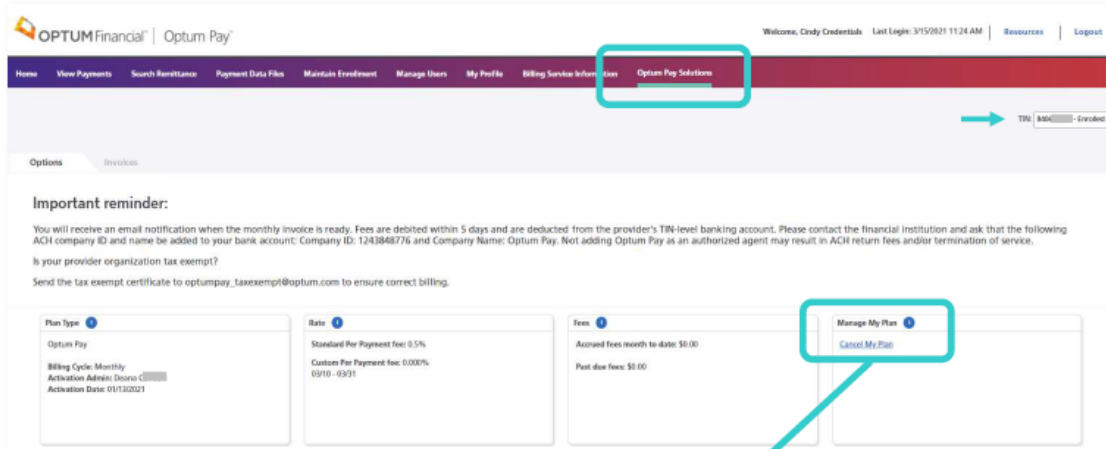 OPTUM Financial™ | Optum Pay™
Welcome, Cindy Credentials Last Login: 3/15/2021 11:24 AM | Resources | Logout
Home View Payments Search Remittance Payment Data Files Maintain Enrollment Manage Users My Profile Billing Service Information Optum Pay Solutions
TIN: - Enrolled
Options Invoices
Important reminder:
You will receive an email notification when the monthly invoice is ready. Fees are debited within 5 days and are deducted from the provider's TIN-level banking account. Please contact the financial institution and ask that the following
ACH company ID and name be added to your bank account: Company ID: 1243848776 and Company Name: Optum Pay. Not adding Optum Pay as an authorized agent may result in ACH return fees and/or termination of service.
Is your provider organization tax exempt?
Send the tax exempt certificate to optumpay_taxexempt@optum.com to ensure correct billing.
Plan Type Rate Fees Manage My Plan
Optum Pay Standard Per Payment fee: 0.5% Accrued fees month to date: $0.00 Cancel My Plan
Billing Cycle: Monthly Custom Per Payment fee: 0.000% Past due fees: $0.00
Activation Admin: Deana C 03/10 - 03/31
Activation Date: 01/13/2021